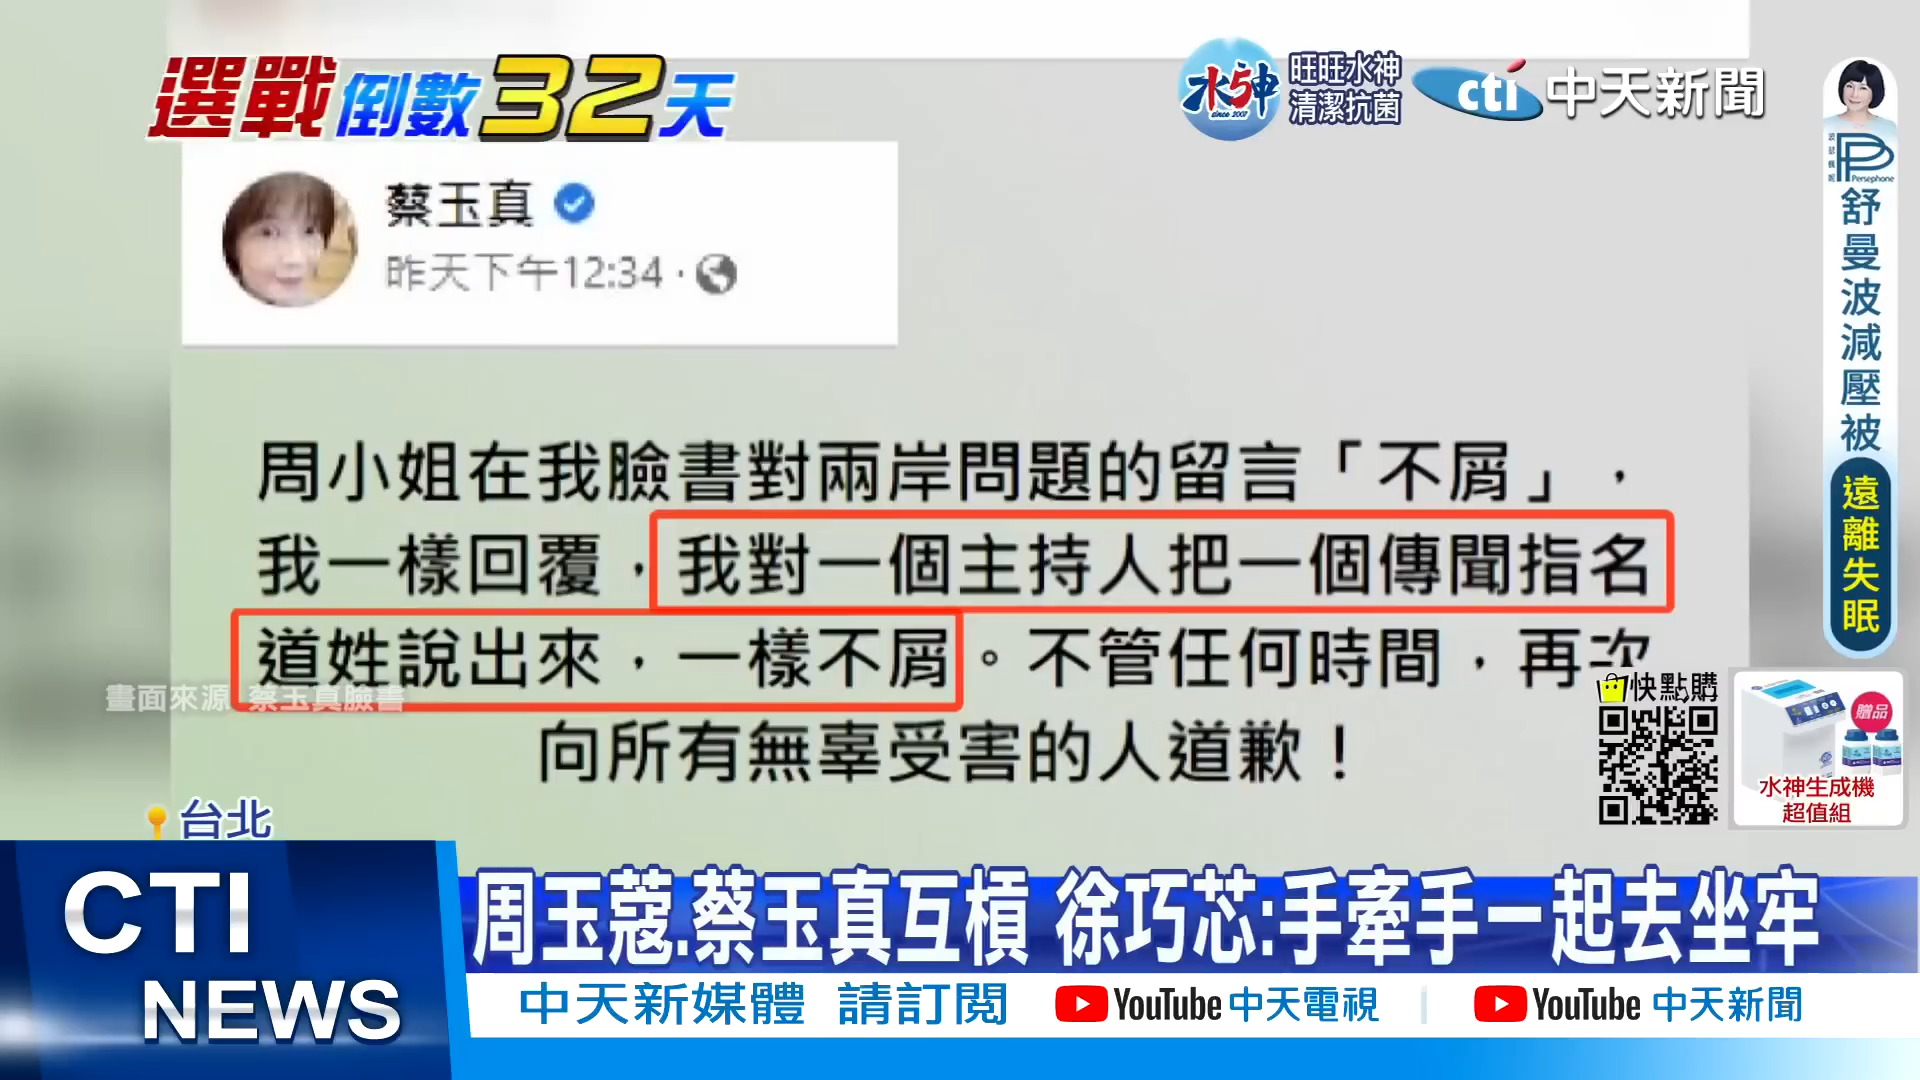 選戰倒數32天
水神
since 2007
旺旺水神
清潔抗菌
cti 中天新聞
蔡玉真
昨天下午12:34
周小姐在我臉書對兩岸問題的留言「不屑」，
我一樣回覆，我對一個主持人把一個傳聞指名
道姓說出來，一樣不屑。不管任何時間，再次
向所有無辜受害的人道歉！
畫面來源 蔡玉真臉書
台北
Persephone
舒曼波減壓被
遠離失眠
快點購
贈品
水神生成機
超值組
CTI
NEWS
周玉蔻.蔡玉真互槓 徐巧芯:手牽手一起去坐牢
中天新媒體 請訂閱 YouTube 中天電視 | YouTube 中天新聞